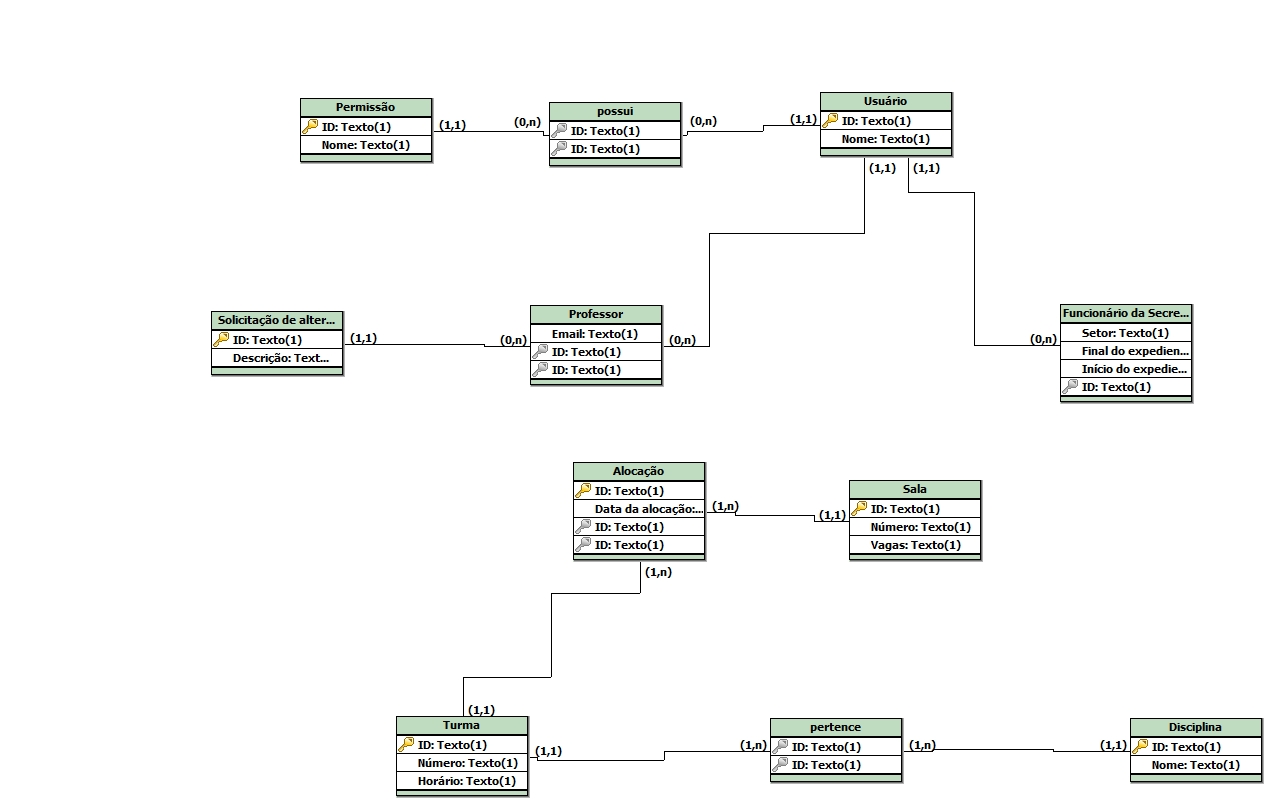 Permissão
ID: Texto(1)
Nome: Texto(1)
(1,1)
(0,n)
possui
ID: Texto(1)
ID: Texto(1)
(0,n)
(1,1)
Usuário
ID: Texto(1)
Nome: Texto(1)
(1,1)
(1,1)
Solicitação de alter...
ID: Texto(1)
Descrição: Text...
(1,1)
(0,n)
Professor
Email: Texto(1)
ID: Texto(1)
ID: Texto(1)
(0,n)
(0,n)
Funcionário da Secre...
Setor: Texto(1)
Final do expedien...
Início do expedie...
ID: Texto(1)
Alocação
ID: Texto(1)
Data da alocação:...
ID: Texto(1)
ID: Texto(1)
(1,n)
(1,1)
Sala
ID: Texto(1)
Número: Texto(1)
Vagas: Texto(1)
(1,n)
(1,1)
Turma
ID: Texto(1)
Número: Texto(1)
Horário: Texto(1)
(1,1)
(1,n)
pertence
ID: Texto(1)
ID: Texto(1)
(1,n)
(1,1)
Disciplina
ID: Texto(1)
Nome: Texto(1)